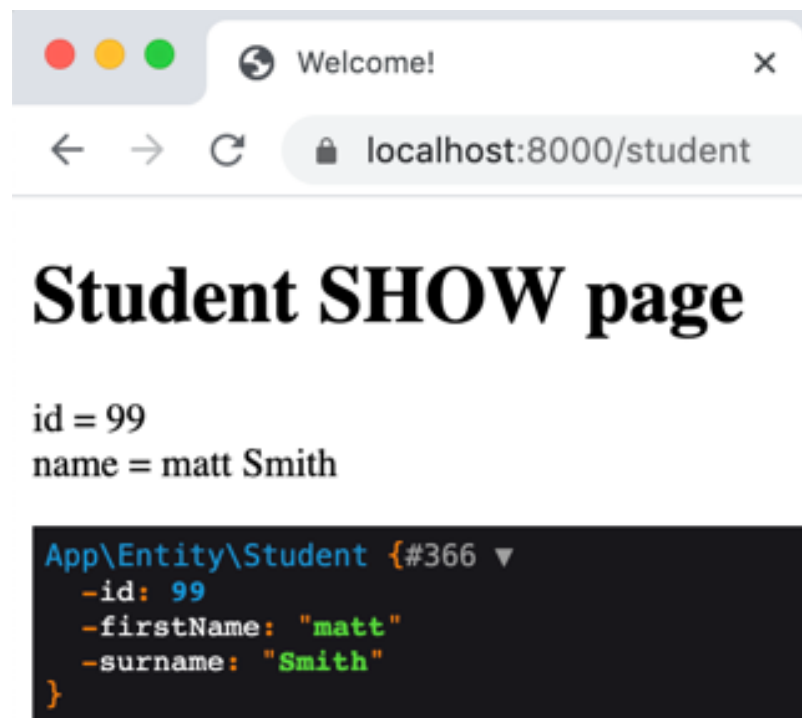 Welcome!
localhost:8000/student
Student SHOW page
id = 99
name = matt Smith
App\Entity\Student {#366 ▼
-id: 99
-firstName: "matt"
-surname: "Smith"
}